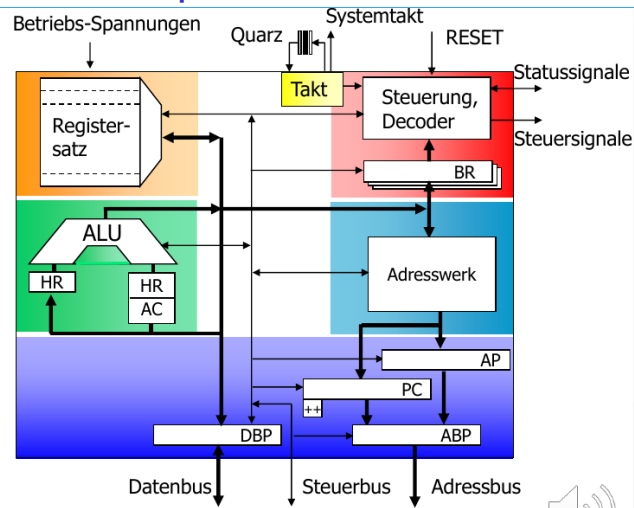 Systemtakt
Betriebs-Spannungen
Quarz
RESET
Takt
Statussignale
Steuerung,
Decoder
Register-
satz
Steuersignale
BR
ALU
HR
HR
AC
Adresswerk
AP
PC
++
DBP
ABP
Datenbus
Steuerbus
Adressbus